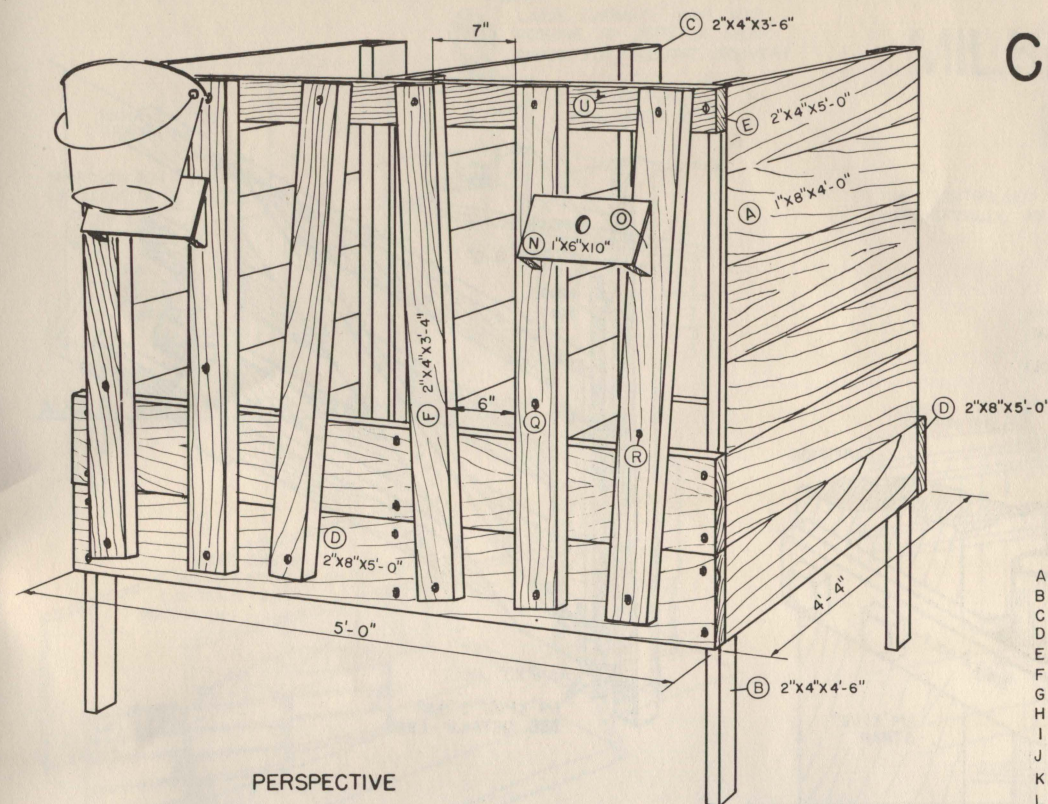 7"
C 2"X4"X3'-6"
C
U
E 2"X4"X5'-0"
A 1"X8"X4'-0"
O
N 1"X6"X10"
F 2"X4"X3'-4"
6"
Q
R
D 2"X8"X5'-0"
D
2"X8"X5'-0"
4'-4"
5'-0"
B 2"X4"X4'-6"
PERSPECTIVE
A
B
C
D
E
F
G
H
I
J
K
L